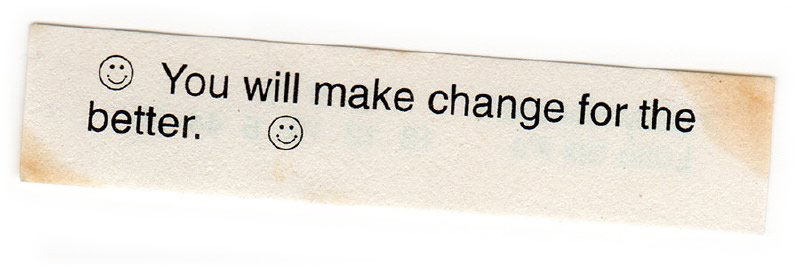 ☺ You will make change for the
better. ☺